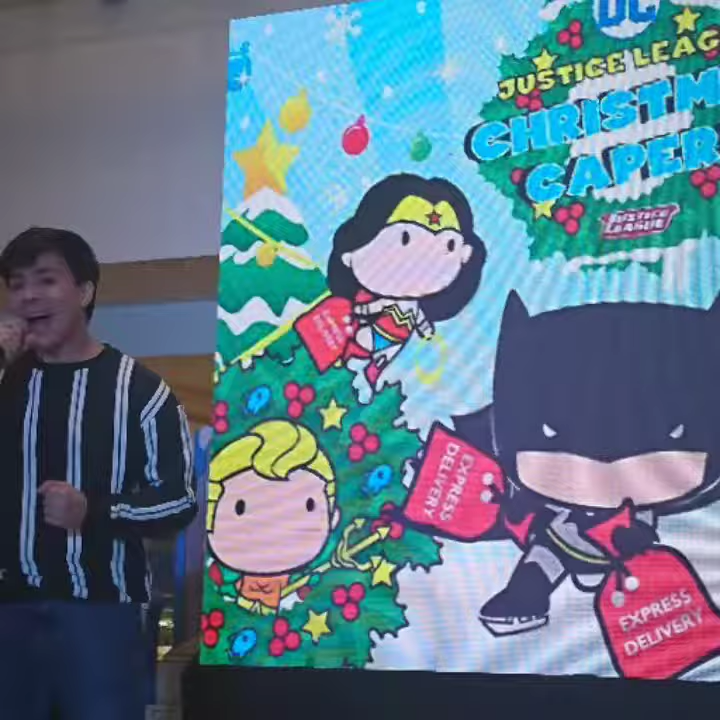 DC
JUSTICE LEAG
CHRISTM
CAPER
JUSTICE
LEAGUE
EXPRESS
DELIVERY
EXPRESS
DELIVERY